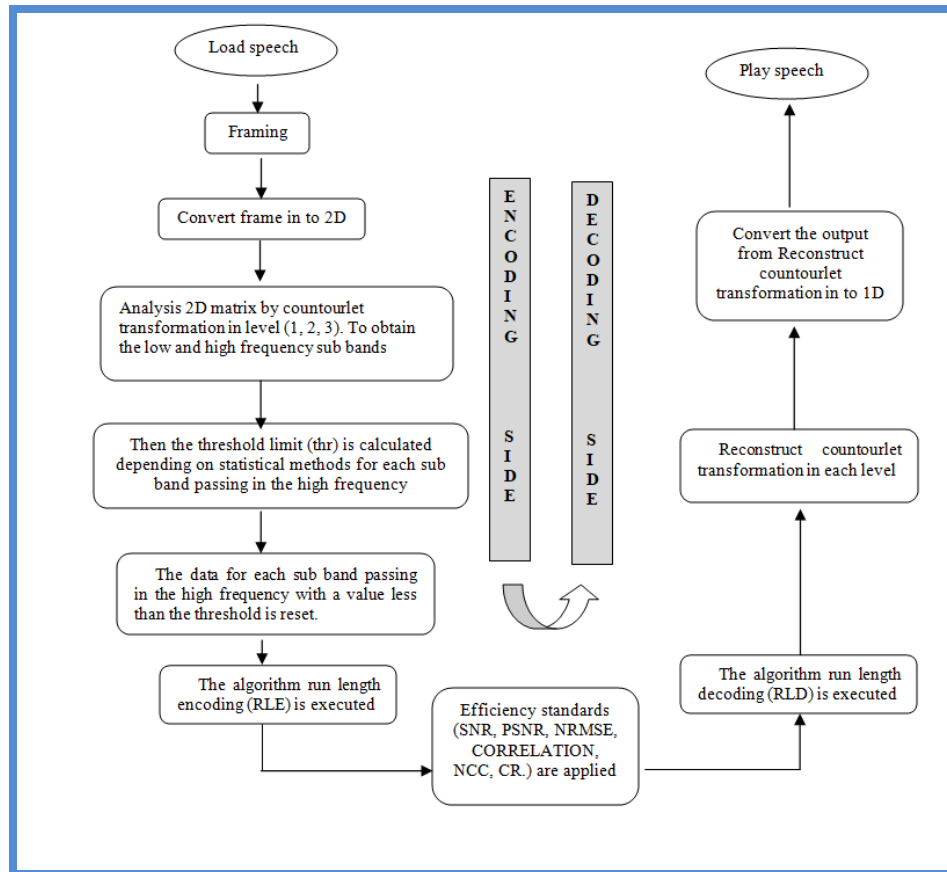 Load speech
Framing
Convert frame in to 2D
Analysis 2D matrix by countourlet
transformation in level (1, 2, 3). To obtain
the low and high frequency sub bands
Then the threshold limit (thr) is calculated
depending on statistical methods for each sub
band passing in the high frequency
The data for each sub band passing
in the high frequency with a value less
than the threshold is reset.
The algorithm run length
encoding (RLE) is executed
ENCODING SIDE
DECODING SIDE
Efficiency standards
(SNR, PSNR, NRMSE,
CORRELATION,
NCC, CR.) are applied
The algorithm run length
decoding (RLD) is executed
Reconstruct countourlet
transformation in each level
Convert the output
from Reconstruct
countourlet
transformation in to 1D
Play speech